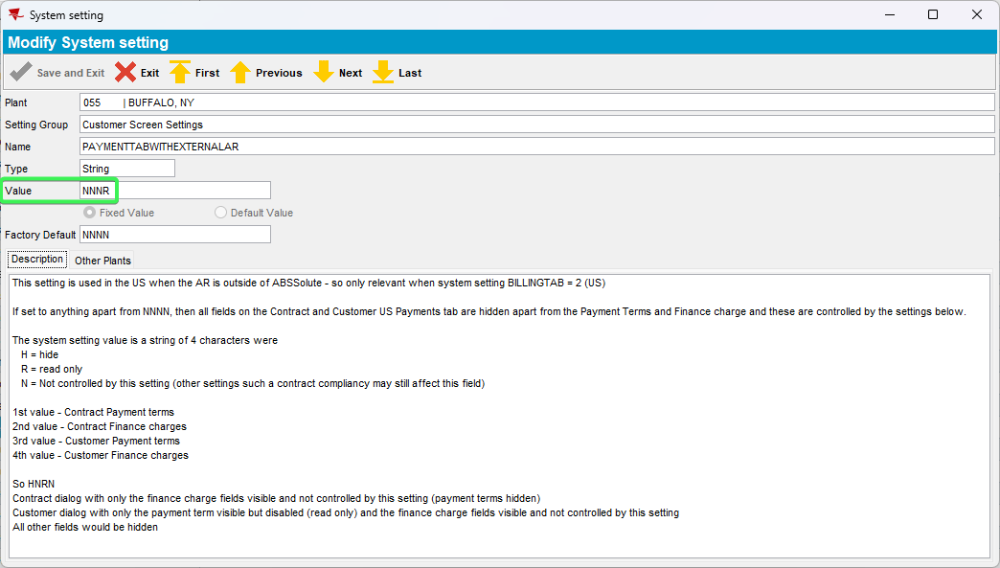 System setting
Modify System setting
Save and Exit Exit First Previous Next Last
Plant 055 | BUFFALO, NY
Setting Group Customer Screen Settings
Name PAYMENTTABWITHEXTERNALAR
Type String
Value NNNR
Fixed Value Default Value
Factory Default NNNN
Description Other Plants
This setting is used in the US when the AR is outside of ABSSolute - so only relevant when system setting BILLINGTAB = 2 (US)
If set to anything apart from NNNN, then all fields on the Contract and Customer US Payments tab are hidden apart from the Payment Terms and Finance charge and these are controlled by the settings below.
The system setting value is a string of 4 characters were
H = hide
R = read only
N = Not controlled by this setting (other settings such a contract compliancy may still affect this field)
1st value - Contract Payment terms
2nd value - Contract Finance charges
3rd value - Customer Payment terms
4th value - Customer Finance charges
So HNRN
Contract dialog with only the finance charge fields visible and not controlled by this setting (payment terms hidden)
Customer dialog with only the payment term visible but disabled (read only) and the finance charge fields visible and not controlled by this setting
All other fields would be hidden